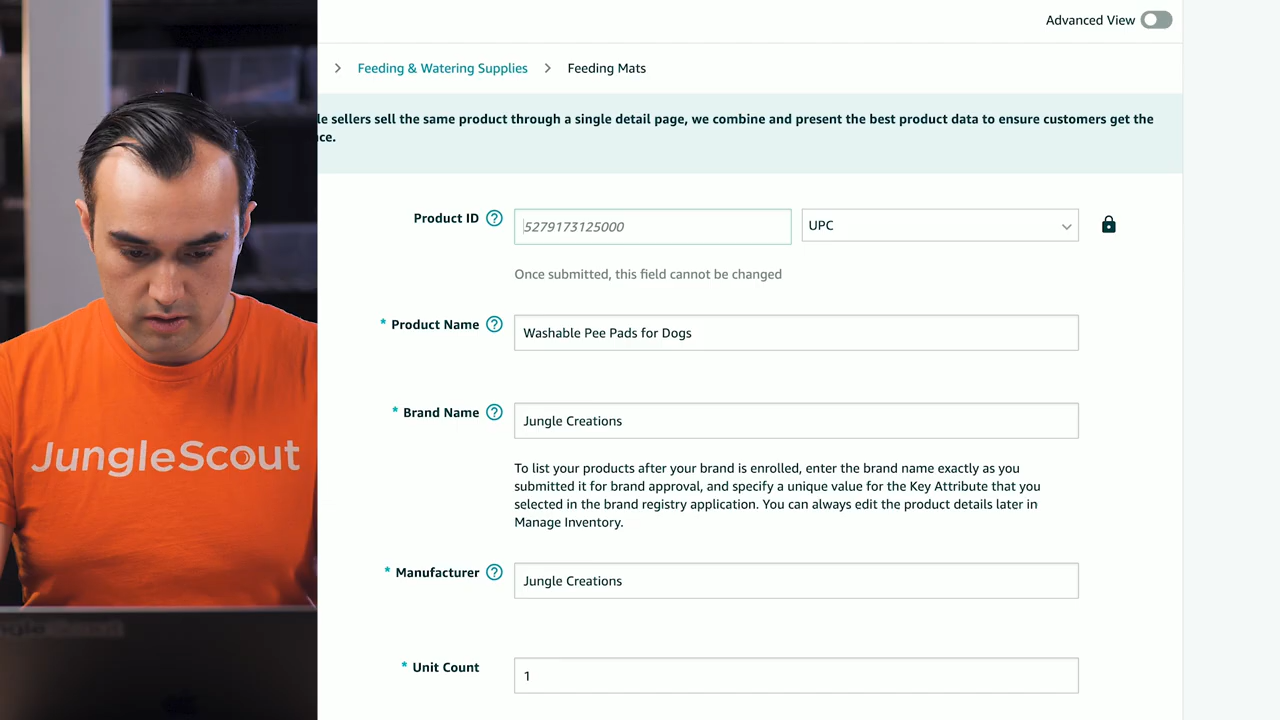 Advanced View
Feeding & Watering Supplies > Feeding Mats
le sellers sell the same product through a single detail page, we combine and present the best product data to ensure customers get the
ce.
Product ID
5279173125000
UPC
Once submitted, this field cannot be changed
* Product Name
Washable Pee Pads for Dogs
* Brand Name
Jungle Creations
To list your products after your brand is enrolled, enter the brand name exactly as you
submitted it for brand approval, and specify a unique value for the Key Attribute that you
selected in the brand registry application. You can always edit the product details later in
Manage Inventory.
* Manufacturer
Jungle Creations
* Unit Count
1
JungleScout